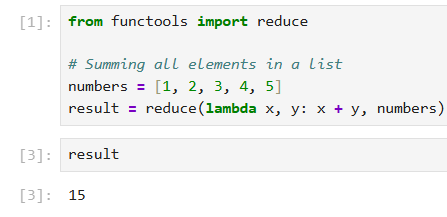 [1]: from functools import reduce
# Summing all elements in a list
numbers = [1, 2, 3, 4, 5]
result = reduce(lambda x, y: x + y, numbers)
[3]: result
[3]: 15